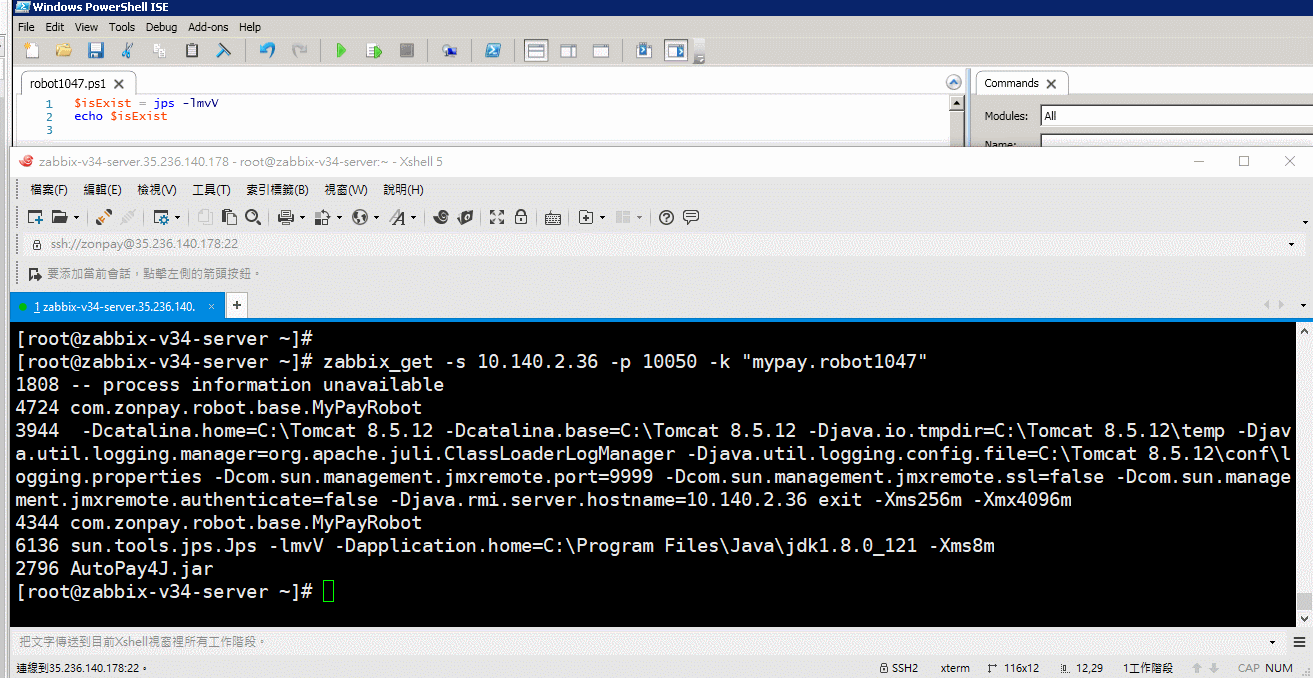 Windows PowerShell ISE
File Edit View Tools Debug Add-ons Help
robot1047.ps1
Commands
1 $isExist = jps -lmvV
2 echo $isExist
3
Modules: All
Name:
zabbix-v34-server.35.236.140.178 - root@zabbix-v34-server:~ - Xshell 5
檔案(F) 編輯(E) 檢視(V) 工具(T) 索引標籤(B) 視窗(W) 說明(H)
ssh://zonpay@35.236.140.178:22
要添加當前會話，點擊左側的箭頭按鈕。
1 zabbix-v34-server.35.236.140. × +
[root@zabbix-v34-server ~]#
[root@zabbix-v34-server ~]# zabbix_get -s 10.140.2.36 -p 10050 -k "mypay.robot1047"
1808 -- process information unavailable
4724 com.zonpay.robot.base.MyPayRobot
3944  -Dcatalina.home=C:\Tomcat 8.5.12 -Dcatalina.base=C:\Tomcat 8.5.12 -Djava.io.tmpdir=C:\Tomcat 8.5.12\temp -Djav
a.util.logging.manager=org.apache.juli.ClassLoaderLogManager -Djava.util.logging.config.file=C:\Tomcat 8.5.12\conf\l
ogging.properties -Dcom.sun.management.jmxremote.port=9999 -Dcom.sun.management.jmxremote.ssl=false -Dcom.sun.manage
ment.jmxremote.authenticate=false -Djava.rmi.server.hostname=10.140.2.36 exit -Xms256m -Xmx4096m
4344 com.zonpay.robot.base.MyPayRobot
6136 sun.tools.jps.Jps -lmvV -Dapplication.home=C:\Program Files\Java\jdk1.8.0_121 -Xms8m
2796 AutoPay4J.jar
[root@zabbix-v34-server ~]#
把文字傳送到目前Xshell視窗裡所有工作階段。
連線到35.236.140.178:22。 SSH2 xterm 116x12 12,29 1工作階段 CAP NUM